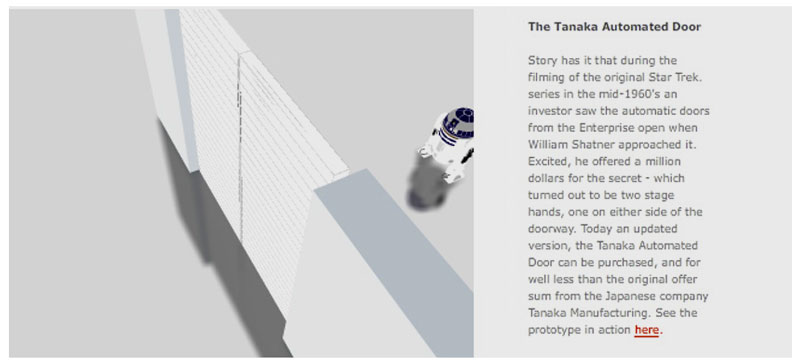 The Tanaka Automated Door
Story has it that during the
filming of the original Star Trek.
series in the mid-1960's an
investor saw the automatic doors
from the Enterprise open when
William Shatner approached it.
Excited, he offered a million
dollars for the secret - which
turned out to be two stage
hands, one on either side of the
doorway. Today an updated
version, the Tanaka Automated
Door can be purchased, and for
well less than the original offer
sum from the Japanese company
Tanaka Manufacturing. See the
prototype in action here.